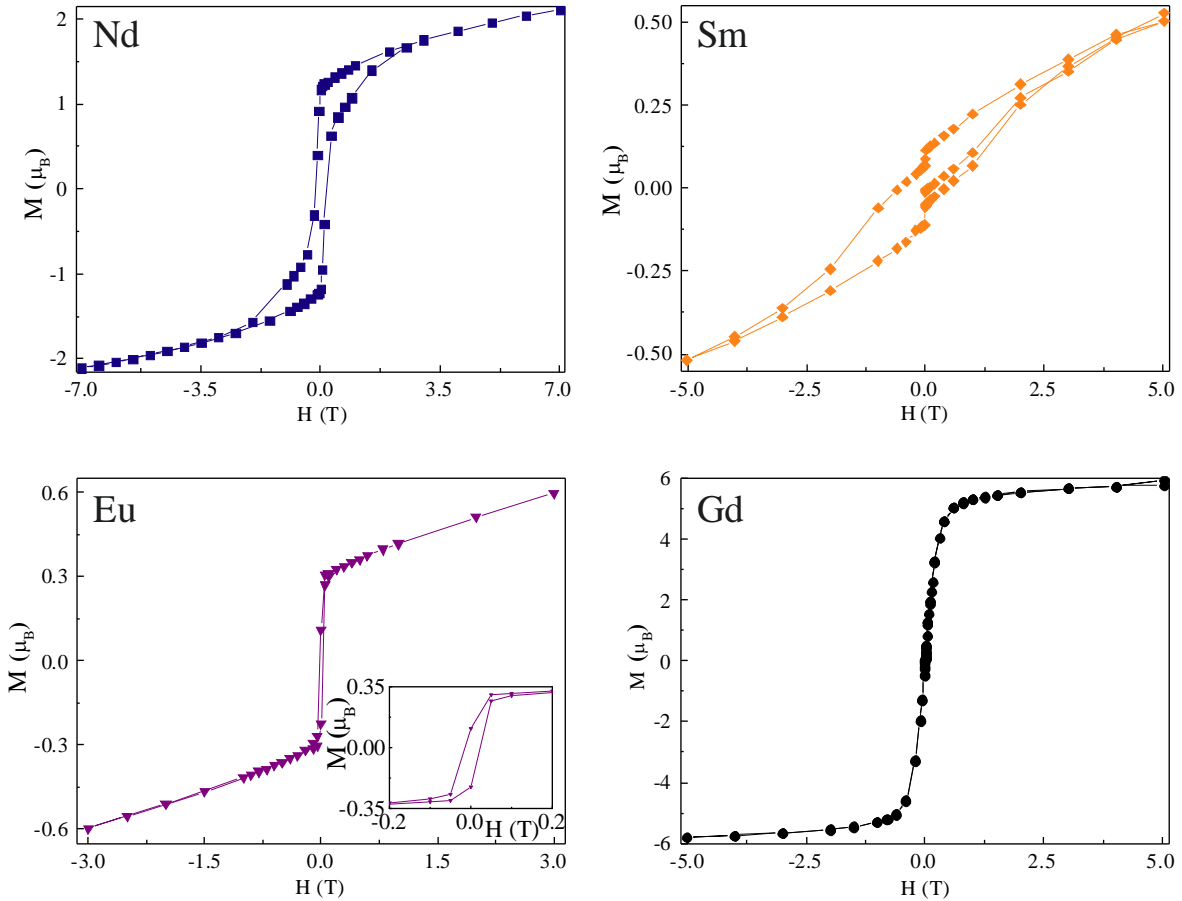 Nd
M (μB)
2
1
0
-1
-2
-7.0 -3.5 0.0 3.5 7.0
H (T)
Sm
M (μB)
0.50
0.25
0.00
-0.25
-0.50
-5.0 -2.5 0.0 2.5 5.0
H (T)
Eu
M (μB)
0.6
0.3
0.0
-0.3
-0.6
-3.0 -1.5 0.0 1.5 3.0
H (T)
M (μB)
0.35
0.00
-0.35
-0.2 0.0 0.2
H (T)
Gd
M (μB)
6
4
2
0
-2
-4
-6
-5.0 -2.5 0.0 2.5 5.0
H (T)